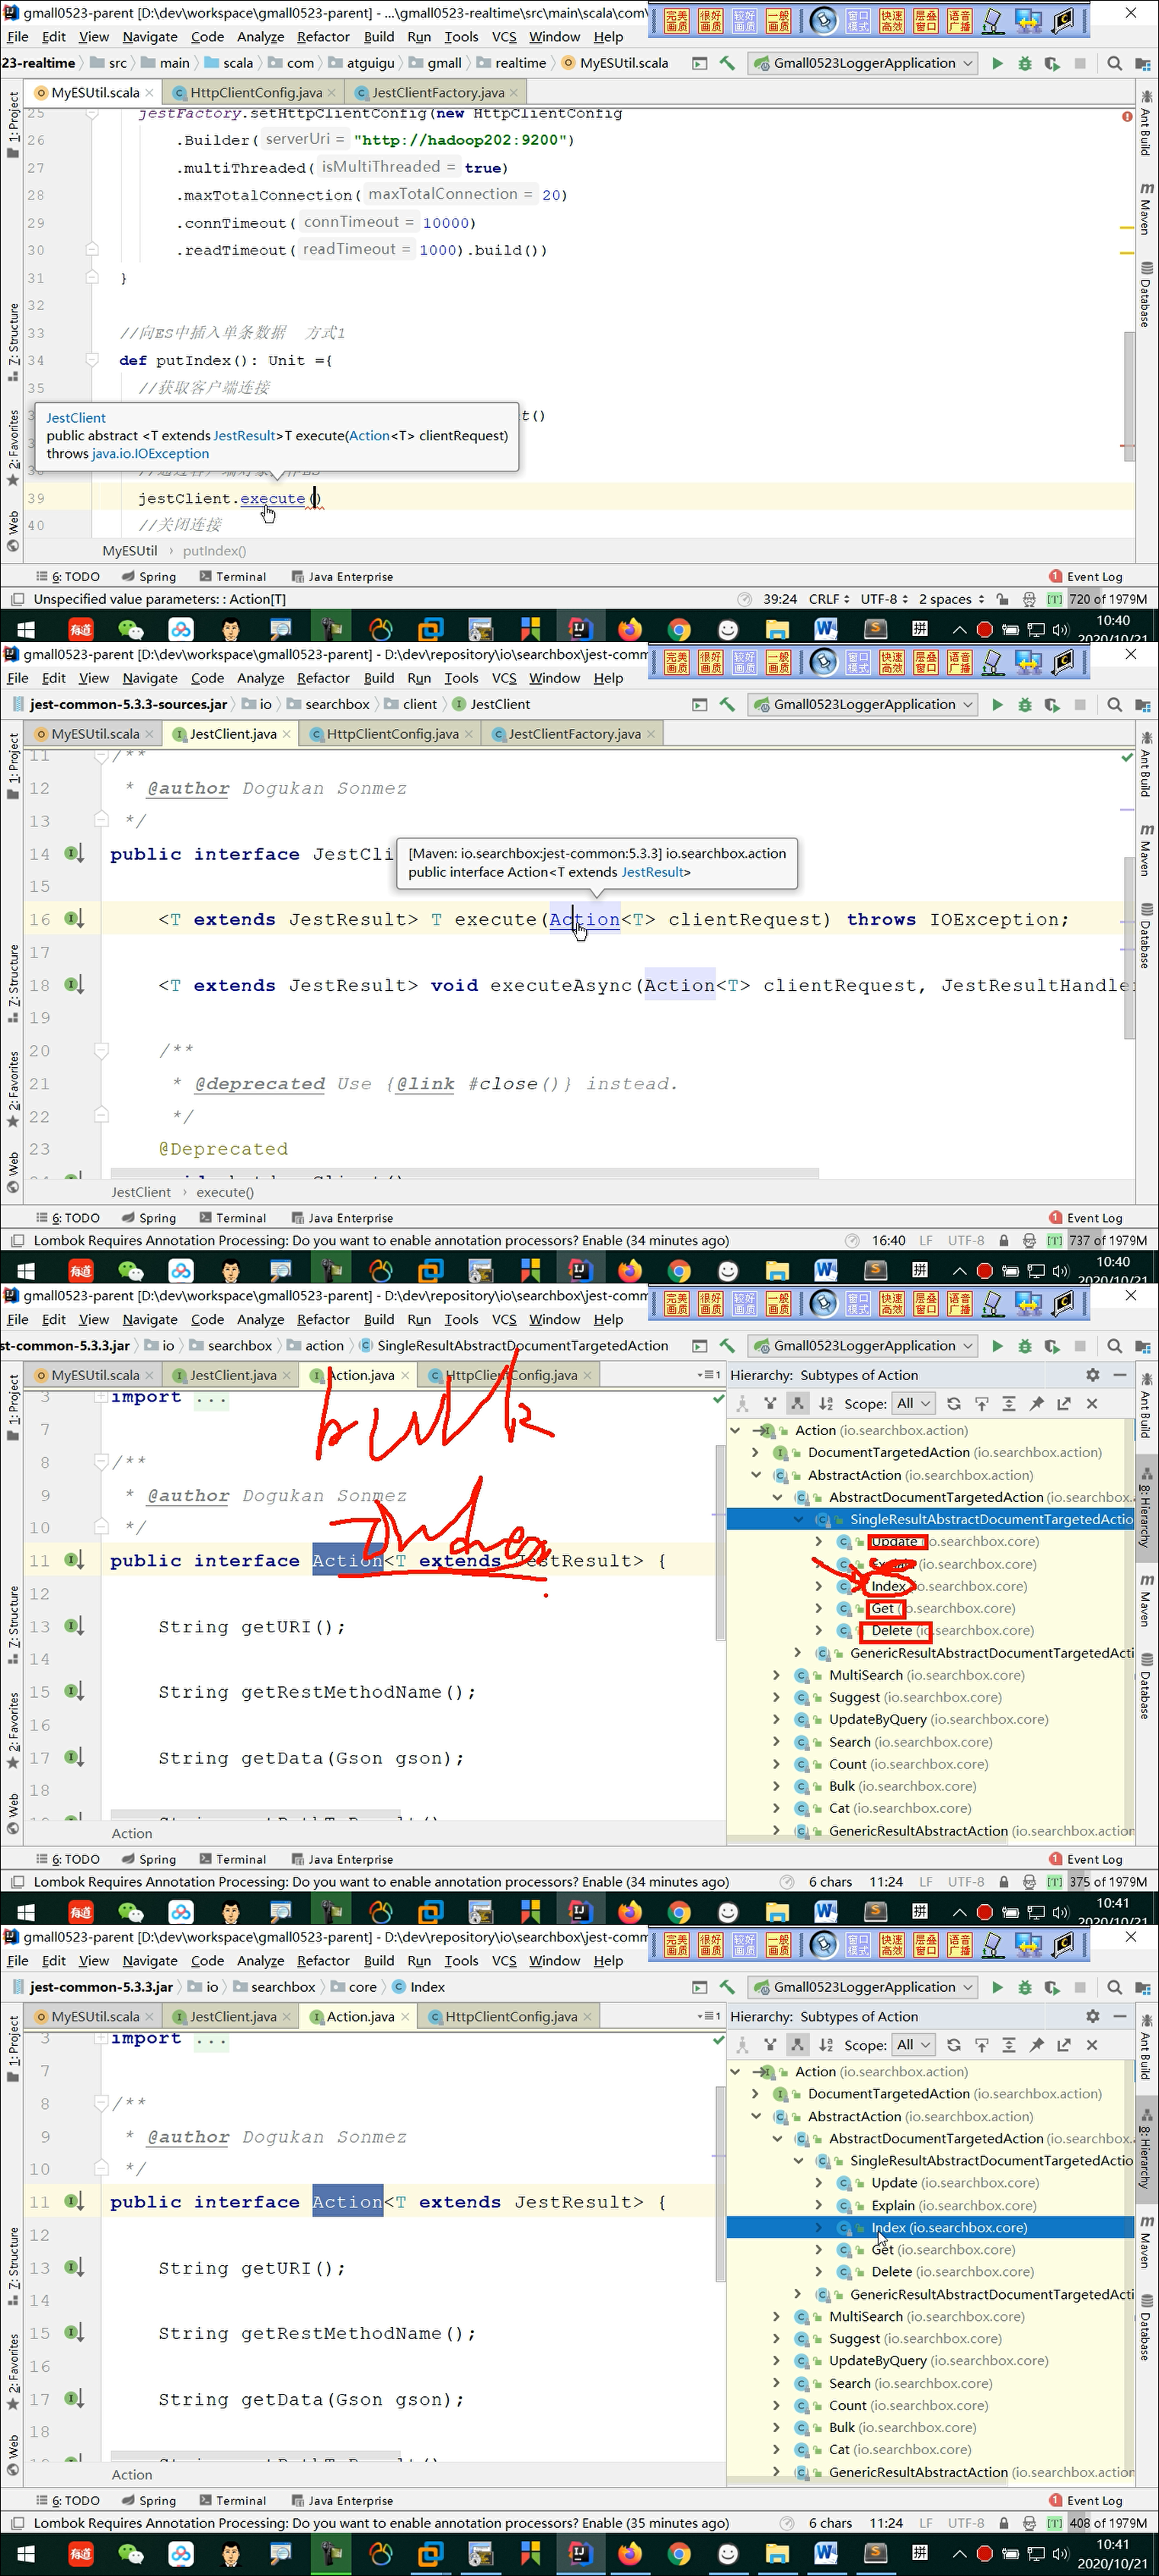 gmall0523-parent [D:\dev\workspace\gmall0523-parent] - ...\gmall0523-realtime\src\main\scala\com\
File Edit View Navigate Code Analyze Refactor Build Run Tools VCS Window Help
23-realtime src main scala com atguigu gmall realtime MyESUtil.scala Gmall0523LoggerApplication
MyESUtil.scala HttpClientConfig.java JestClientFactory.java
25 jestFactory.setHttpClientConfig(new HttpClientConfig
26 .Builder( serverUri = "http://hadoop202:9200")
27 .multiThreaded( isMultiThreaded = true)
28 .maxTotalConnection( maxTotalConnection = 20)
29 .connTimeout( connTimeout = 10000)
30 .readTimeout( readTimeout = 1000).build())
31 }
32
33 //向ES中插入单条数据 方式1
34 def putIndex(): Unit ={
35 //获取客户端连接
t()
JestClient
public abstract <T extends JestResult>T execute(Action<T> clientRequest)
throws java.io.IOException
39 jestClient.execute()
40 //关闭连接
MyESUtil › putIndex()
6: TODO Spring Terminal Java Enterprise 1 Event Log
Unspecified value parameters: : Action[T] 39:24 CRLF UTF-8 2 spaces [T] 720 of 1979M
10:40
2020/10/21
gmall0523-parent [D:\dev\workspace\gmall0523-parent] - D:\dev\repository\io\searchbox\jest-comm
File Edit View Navigate Code Analyze Refactor Build Run Tools VCS Window Help
jest-common-5.3.3-sources.jar io searchbox client JestClient Gmall0523LoggerApplication
MyESUtil.scala JestClient.java HttpClientConfig.java JestClientFactory.java
11 /**
12 * @author Dogukan Sonmez
13 */
14 public interface JestCli
[Maven: io.searchbox:jest-common:5.3.3] io.searchbox.action
public interface Action<T extends JestResult>
15
16 <T extends JestResult> T execute(Action<T> clientRequest) throws IOException;
17
18 <T extends JestResult> void executeAsync(Action<T> clientRequest, JestResultHandle
19
20 /**
21 * @deprecated Use {@link #close()} instead.
22 */
23 @Deprecated
JestClient › execute()
6: TODO Spring Terminal Java Enterprise 1 Event Log
Lombok Requires Annotation Processing: Do you want to enable annotation processors? Enable (34 minutes ago) 16:40 LF UTF-8 [T] 737 of 1979M
10:40
2020/10/21
gmall0523-parent [D:\dev\workspace\gmall0523-parent] - D:\dev\repository\io\searchbox\jest-comm
File Edit View Navigate Code Analyze Refactor Build Run Tools VCS Window Help
st-common-5.3.3.jar io searchbox action SingleResultAbstractDocumentTargetedAction Gmall0523LoggerApplication
MyESUtil.scala JestClient.java Action.java HttpClientConfig.java
bulk
3 import ...
7
8 /**
9 * @author Dogukan Sonmez
10 */
11 public interface Action<T extends JestResult> {
12
13 String getURI();
14
15 String getRestMethodName();
16
17 String getData(Gson gson);
18
Action
Hierarchy: Subtypes of Action
Scope: All
Action (io.searchbox.action)
DocumentTargetedAction (io.searchbox.action)
AbstractAction (io.searchbox.action)
AbstractDocumentTargetedAction (io.searchbox.
SingleResultAbstractDocumentTargetedActio
Update (io.searchbox.core)
Explain (io.searchbox.core)
Index (io.searchbox.core)
Get (io.searchbox.core)
Delete (io.searchbox.core)
GenericResultAbstractDocumentTargetedActi
MultiSearch (io.searchbox.core)
Suggest (io.searchbox.core)
UpdateByQuery (io.searchbox.core)
Search (io.searchbox.core)
Count (io.searchbox.core)
Bulk (io.searchbox.core)
Cat (io.searchbox.core)
GenericResultAbstractAction (io.searchbox.action
6: TODO Spring Terminal Java Enterprise 1 Event Log
Lombok Requires Annotation Processing: Do you want to enable annotation processors? Enable (34 minutes ago) 6 chars 11:24 LF UTF-8 [T] 375 of 1979M
10:41
2020/10/21
gmall0523-parent [D:\dev\workspace\gmall0523-parent] - D:\dev\repository\io\searchbox\jest-comm
File Edit View Navigate Code Analyze Refactor Build Run Tools VCS Window Help
jest-common-5.3.3.jar io searchbox core Index Gmall0523LoggerApplication
MyESUtil.scala JestClient.java Action.java HttpClientConfig.java
3 import ...
7
8 /**
9 * @author Dogukan Sonmez
10 */
11 public interface Action<T extends JestResult> {
12
13 String getURI();
14
15 String getRestMethodName();
16
17 String getData(Gson gson);
18
Action
Hierarchy: Subtypes of Action
Scope: All
Action (io.searchbox.action)
DocumentTargetedAction (io.searchbox.action)
AbstractAction (io.searchbox.action)
AbstractDocumentTargetedAction (io.searchbox.
SingleResultAbstractDocumentTargetedActio
Update (io.searchbox.core)
Explain (io.searchbox.core)
Index (io.searchbox.core)
Get (io.searchbox.core)
Delete (io.searchbox.core)
GenericResultAbstractDocumentTargetedActi
MultiSearch (io.searchbox.core)
Suggest (io.searchbox.core)
UpdateByQuery (io.searchbox.core)
Search (io.searchbox.core)
Count (io.searchbox.core)
Bulk (io.searchbox.core)
Cat (io.searchbox.core)
GenericResultAbstractAction (io.searchbox.action
6: TODO Spring Terminal Java Enterprise 1 Event Log
Lombok Requires Annotation Processing: Do you want to enable annotation processors? Enable (35 minutes ago) 6 chars 11:24 LF UTF-8 [T] 408 of 1979M
10:41
2020/10/21